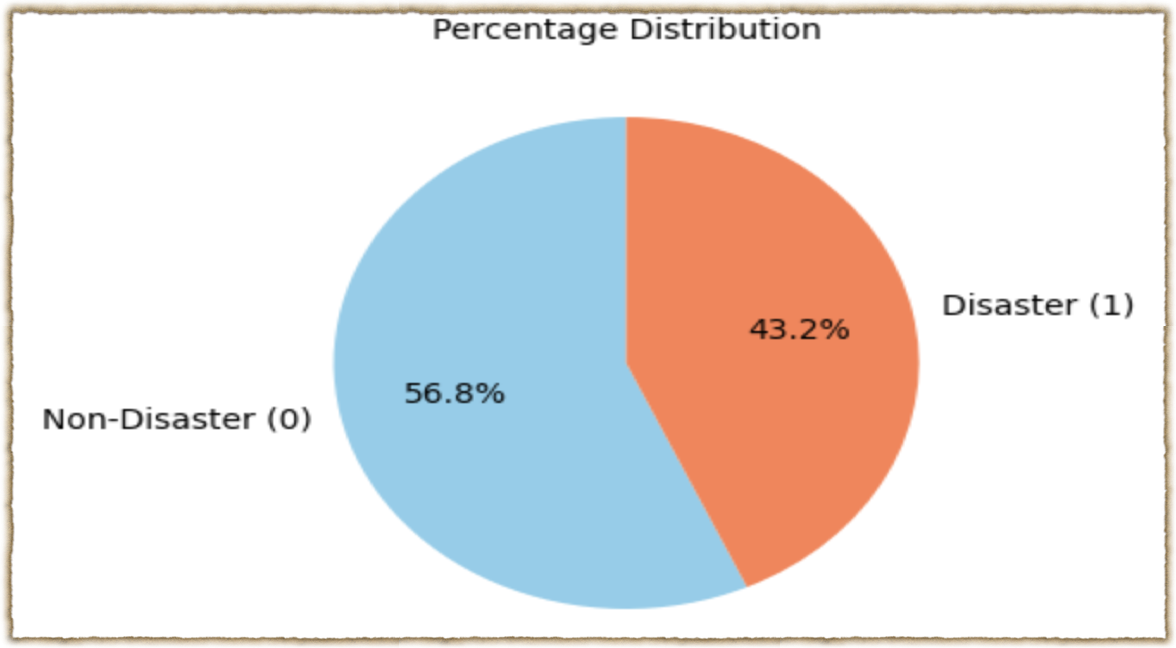 Percentage Distribution
Disaster (1)
43.2%
56.8%
Non-Disaster (0)